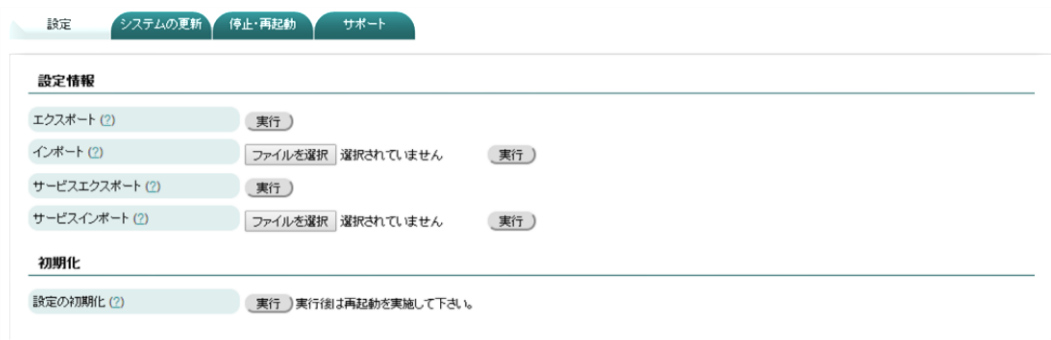 設定 システムの更新 停止・再起動 サポート
設定情報
エクスポート (?) 実行
インポート (?) ファイルを選択 選択されていません 実行
サービスエクスポート (?) 実行
サービスインポート (?) ファイルを選択 選択されていません 実行
初期化
設定の初期化 (?) 実行 実行後は再起動を実施して下さい。